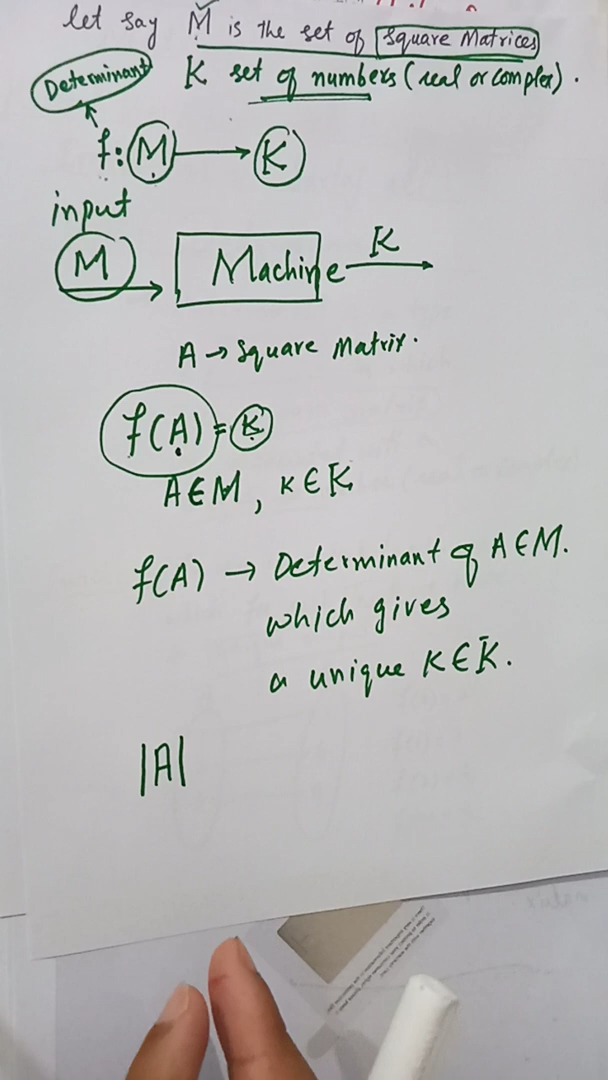 let say M is the set of Square Matrices
Determinant K set of numbers (real or complex).
f: M → K
input
M → Machine K →
A → Square Matrix.
f(A) = K
A ∈ M, K ∈ K
f(A) → Determinant of A ∈ M.
which gives
a unique K ∈ K.
|A|